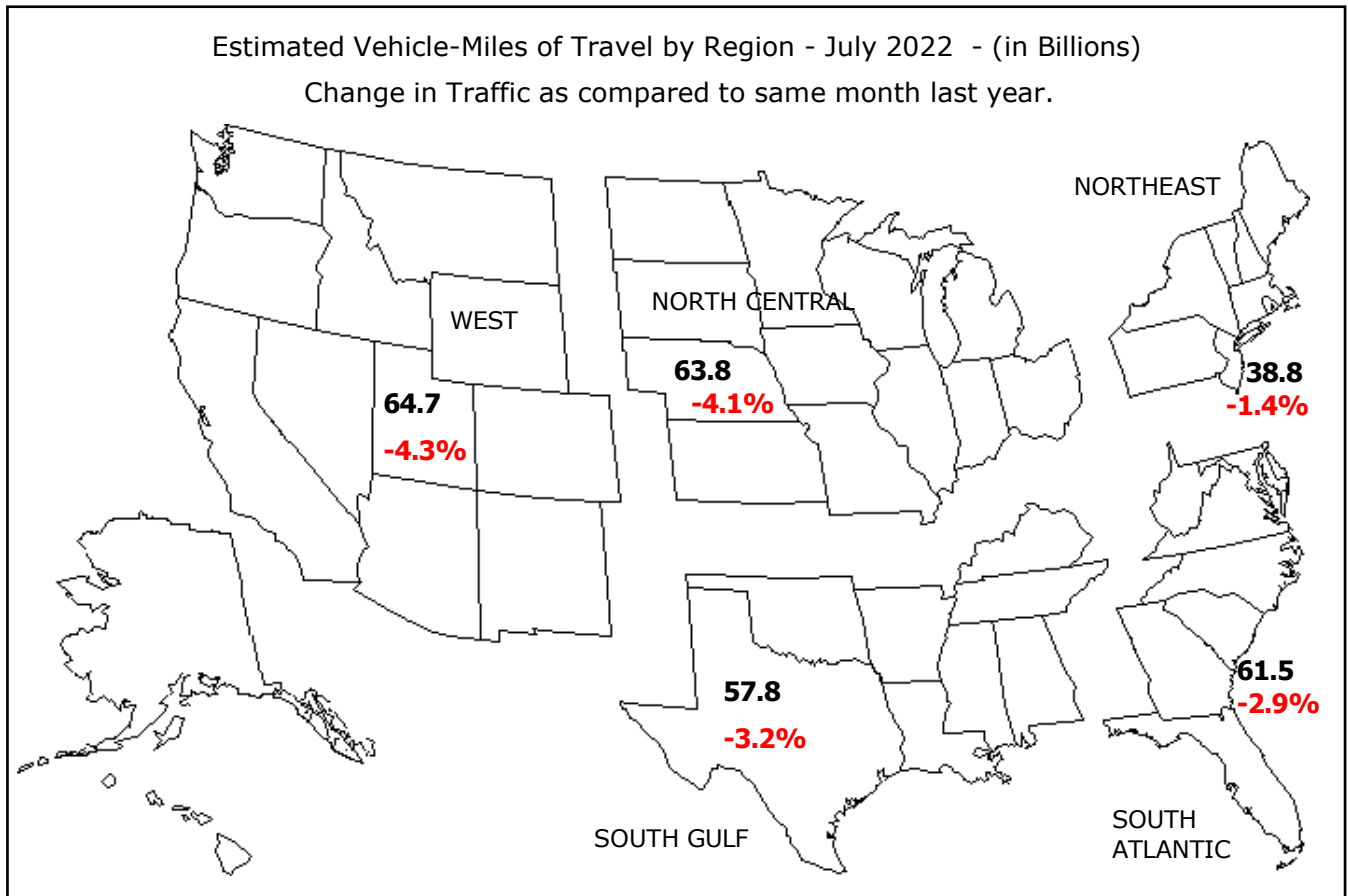 Estimated Vehicle-Miles of Travel by Region - July 2022 - (in Billions)
Change in Traffic as compared to same month last year.
NORTHEAST
NORTH CENTRAL
WEST
63.8
-4.1%
38.8
-1.4%
64.7
-4.3%
61.5
-2.9%
57.8
-3.2%
SOUTH GULF
SOUTH
ATLANTIC